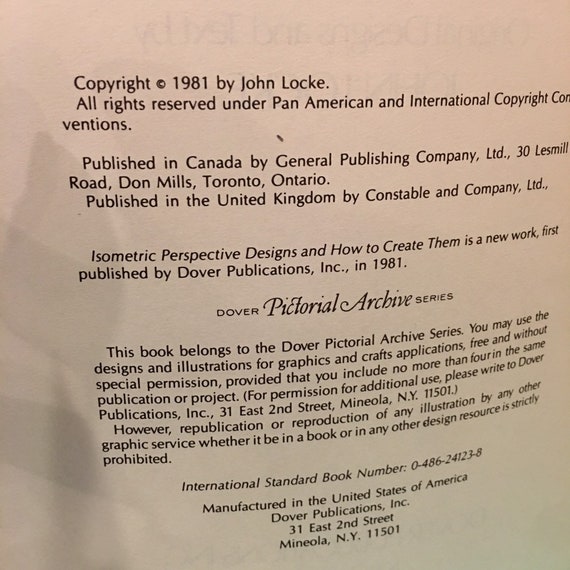 Copyright © 1981 by John Locke.
All rights reserved under Pan American and International Copyright Con-
ventions.
Published in Canada by General Publishing Company, Ltd., 30 Lesmill
Road, Don Mills, Toronto, Ontario.
Published in the United Kingdom by Constable and Company, Ltd.,
Isometric Perspective Designs and How to Create Them is a new work, first
published by Dover Publications, Inc., in 1981.
DOVER Pictorial Archive SERIES
This book belongs to the Dover Pictorial Archive Series. You may use the
designs and illustrations for graphics and crafts applications, free and without
special permission, provided that you include no more than four in the same
publication or project. (For permission for additional use, please write to Dover
Publications, Inc., 31 East 2nd Street, Mineola, N.Y. 11501.)
However, republication or reproduction of any illustration by any other
graphic service whether it be in a book or in any other design resource is strictly
prohibited.
International Standard Book Number: 0-486-24123-8
Manufactured in the United States of America
Dover Publications, Inc.
31 East 2nd Street
Mineola, N.Y. 11501